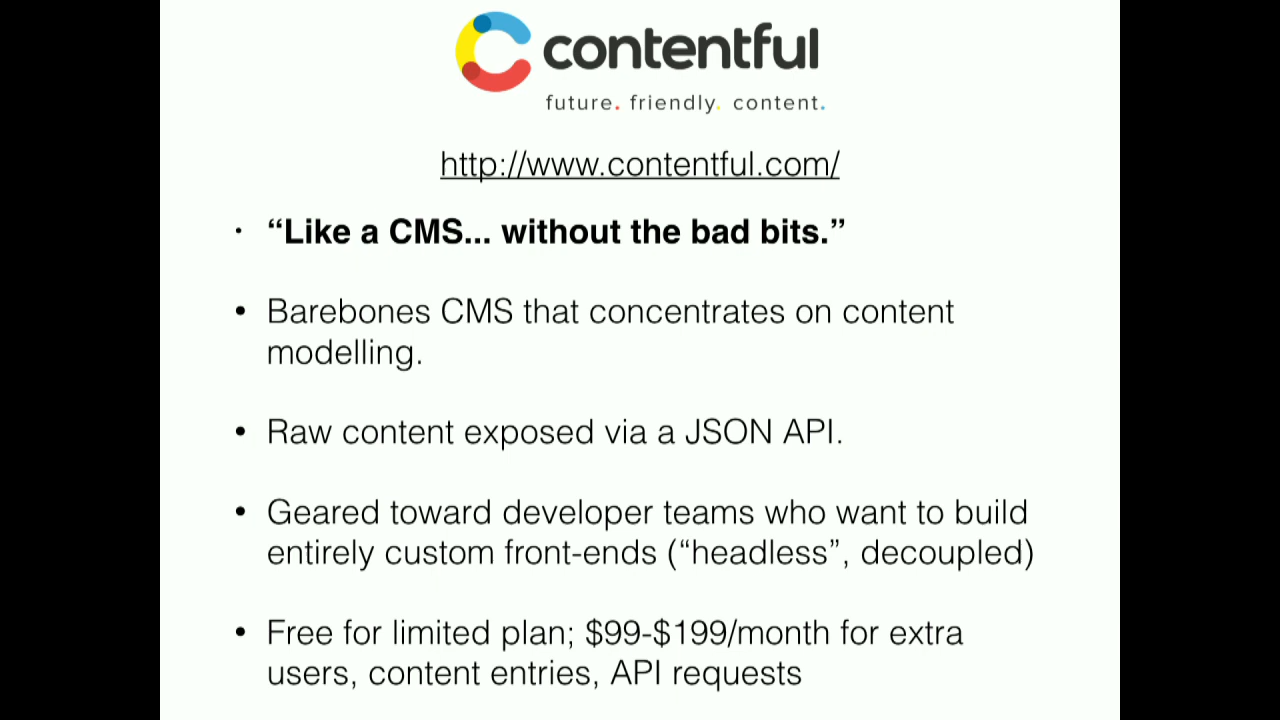 contentful
future. friendly. content.
http://www.contentful.com/
• “Like a CMS... without the bad bits.”
• Barebones CMS that concentrates on content
modelling.
• Raw content exposed via a JSON API.
• Geared toward developer teams who want to build
entirely custom front-ends (“headless”, decoupled)
• Free for limited plan; $99-$199/month for extra
users, content entries, API requests